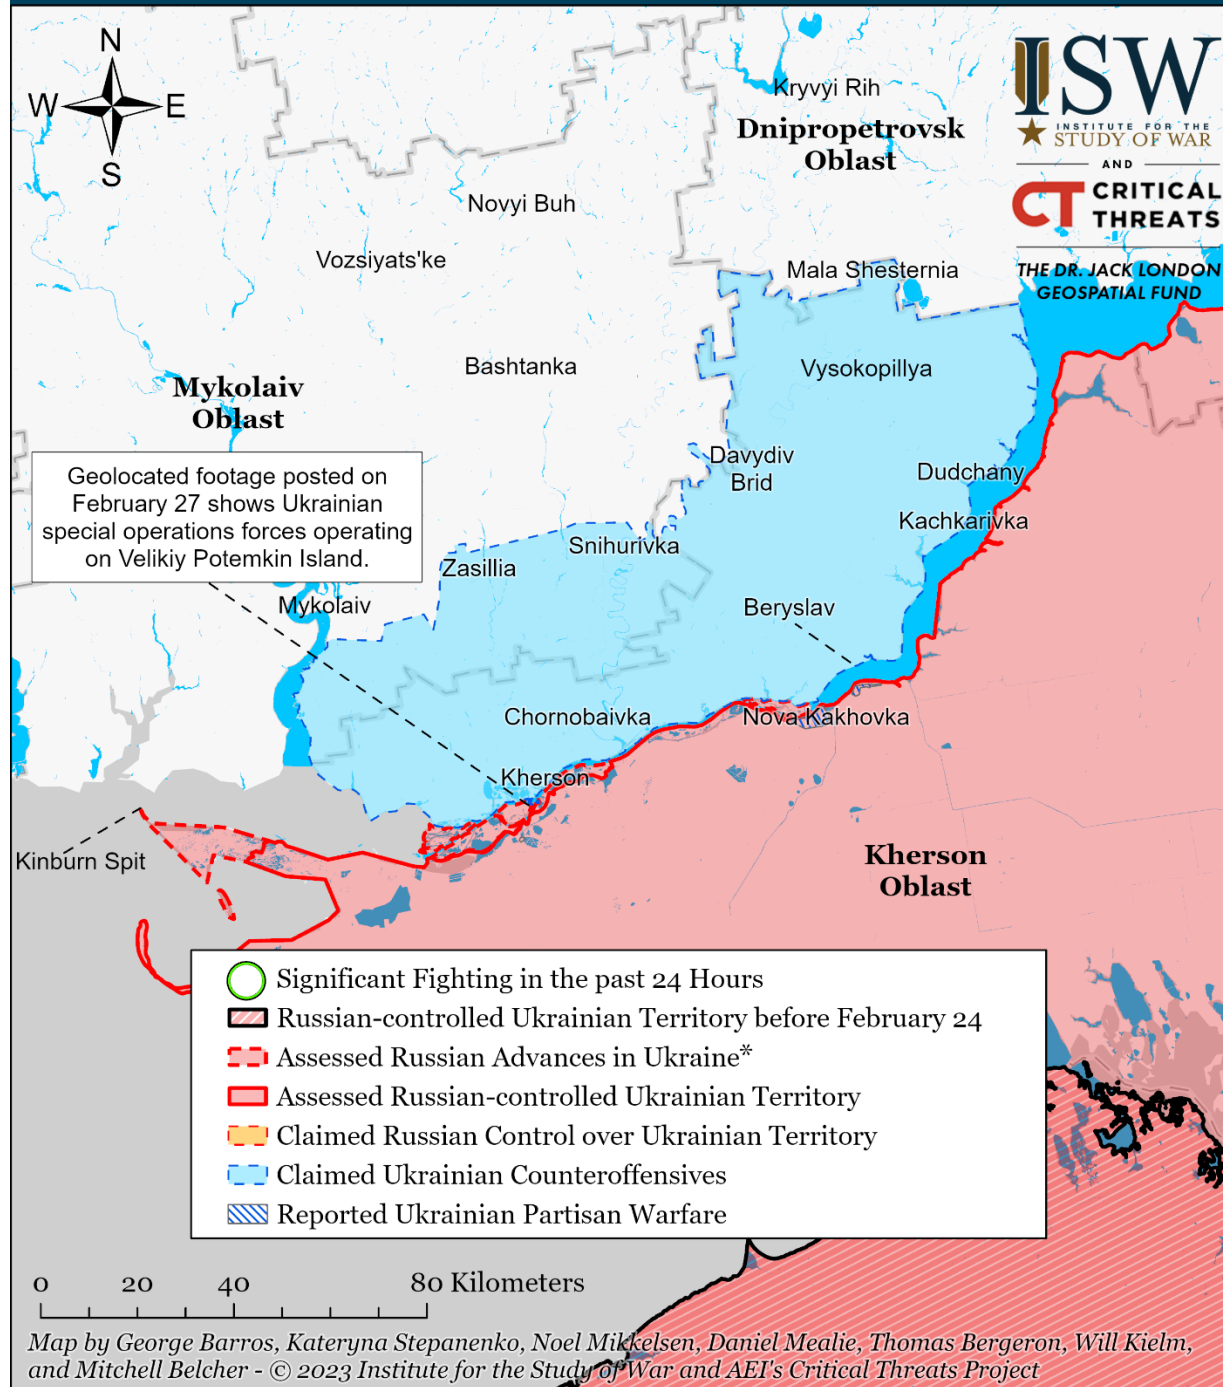 N
W
E
S
ISW
INSTITUTE FOR THE
STUDY OF WAR
AND
CT CRITICAL
THREATS
THE DR. JACK LONDON
GEOSPATIAL FUND
Kryvyi Rih
Dnipropetrovsk
Oblast
Novyi Buh
Vozsiyats'ke
Mala Shesternia
Bashtanka
Vysokopillya
Mykolaiv
Oblast
Davydiv
Brid
Dudchany
Geolocated footage posted on
February 27 shows Ukrainian
special operations forces operating
on Velikiy Potemkin Island.
Kachkarivka
Snihurivka
Zasillia
Mykolaiv
Beryslav
Chornobaivka
Nova Kakhovka
Kherson
Kinburn Spit
Kherson
Oblast
Significant Fighting in the past 24 Hours
Russian-controlled Ukrainian Territory before February 24
Assessed Russian Advances in Ukraine*
Assessed Russian-controlled Ukrainian Territory
Claimed Russian Control over Ukrainian Territory
Claimed Ukrainian Counteroffensives
Reported Ukrainian Partisan Warfare
0 20 40 80 Kilometers
Map by George Barros, Kateryna Stepanenko, Noel Mikkelsen, Daniel Mealie, Thomas Bergeron, Will Kielm,
and Mitchell Belcher - © 2023 Institute for the Study of War and AEI's Critical Threats Project